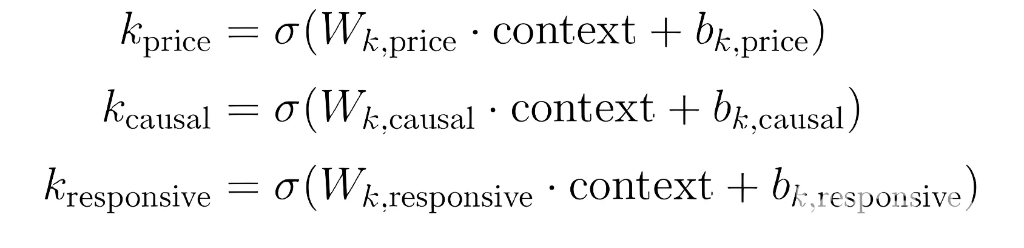 k_price = σ(W_k,price · context + b_k,price)
k_causal = σ(W_k,causal · context + b_k,causal)
k_responsive = σ(W_k,responsive · context + b_k,responsive)